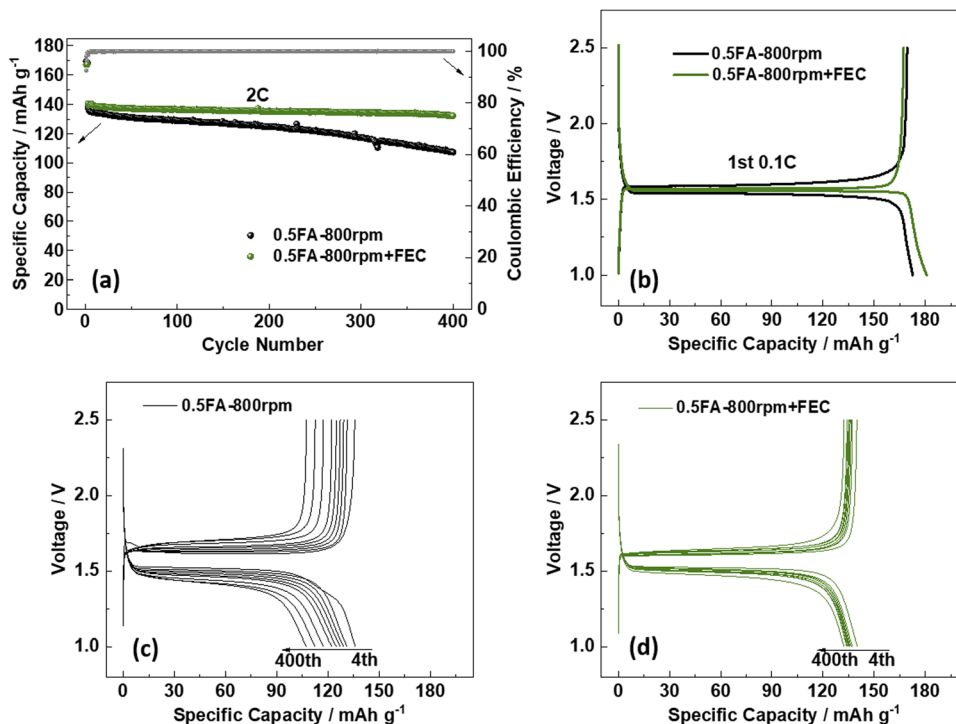 180
160
140
120
100
80
60
40
20
0
Specific Capacity / mAh g⁻¹
2C
0.5FA-800rpm
0.5FA-800rpm+FEC
(a)
100
80
60
40
20
0
Coulombic Efficiency / %
0 100 200 300 400
Cycle Number
2.5
2.0
1.5
1.0
Voltage / V
0.5FA-800rpm
0.5FA-800rpm+FEC
1st 0.1C
(b)
0 30 60 90 120 150 180
Specific Capacity / mAh g⁻¹
2.5
2.0
1.5
1.0
Voltage / V
0.5FA-800rpm
(c)
400th 4th
0 30 60 90 120 150 180
Specific Capacity / mAh g⁻¹
2.5
2.0
1.5
1.0
Voltage / V
0.5FA-800rpm+FEC
(d)
400th 4th
0 30 60 90 120 150 180
Specific Capacity / mAh g⁻¹